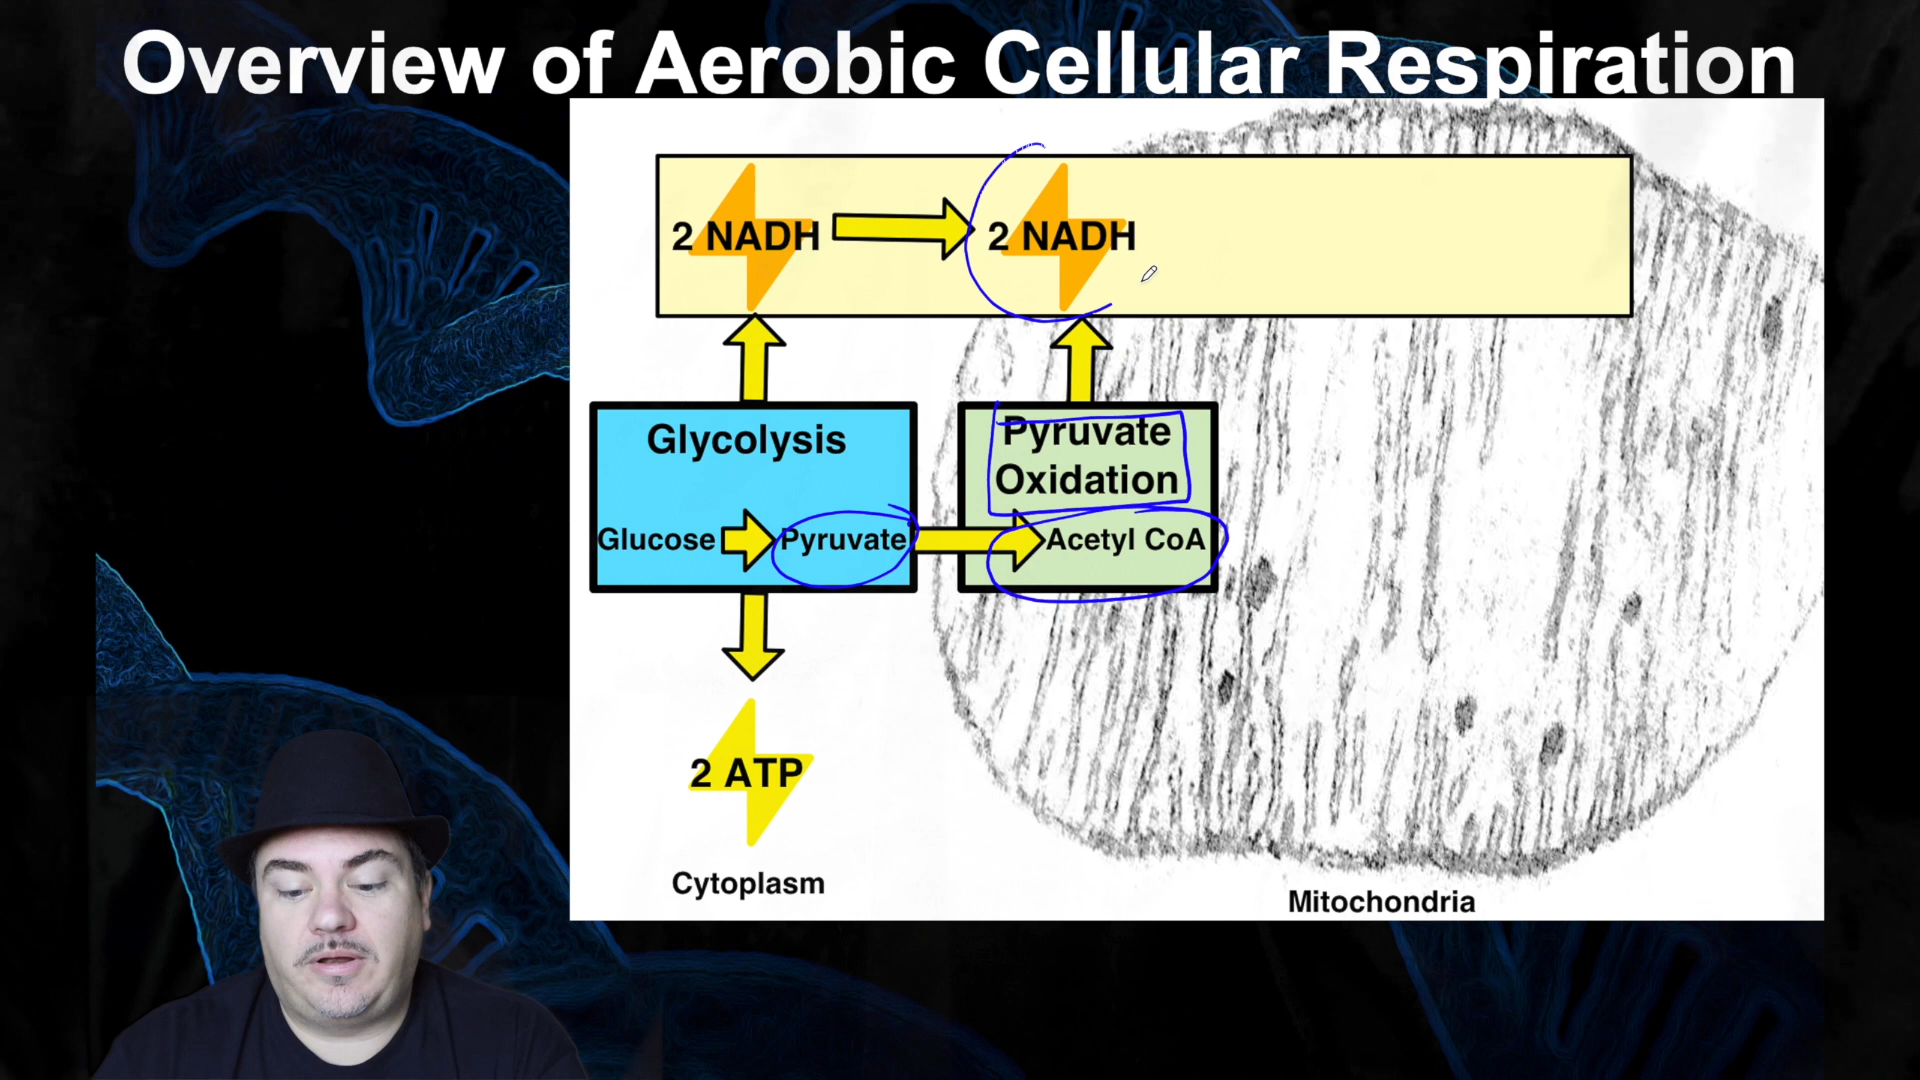 Overview of Aerobic Cellular Respiration
2 NADH
2 NADH
Glycolysis
Glucose
Pyruvate
Pyruvate
Oxidation
Acetyl CoA
2 ATP
Cytoplasm
Mitochondria